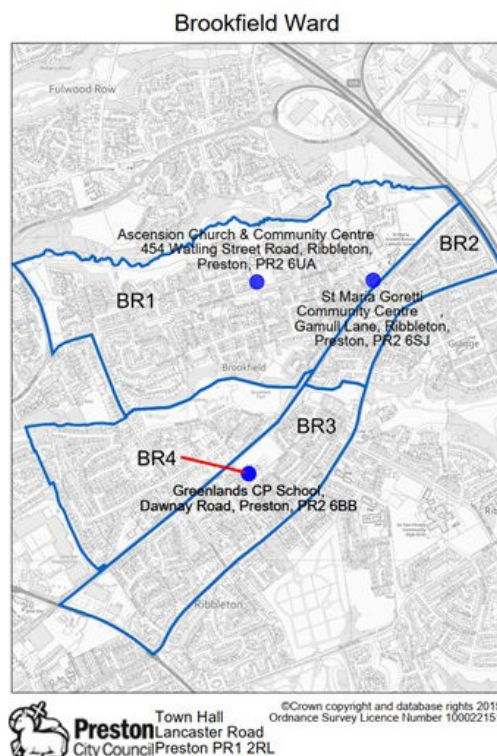 Brookfield Ward
Fulwood Row
Ascension Church & Community Centre
454 Watling Street Road, Ribbleton,
Preston, PR2 6UA
BR2
BR1
St Maria Goretti
Community Centre
Gamull Lane, Ribbleton,
Preston, PR2 6SJ
Brookfield
BR3
BR4
Greenlands CP School,
Dawnay Road, Preston, PR2 6BB
Ribbleton
Preston
City Council
Town Hall
Lancaster Road
Preston PR1 2RL
©Crown copyright and database rights 2015
Ordnance Survey Licence Number 10002215